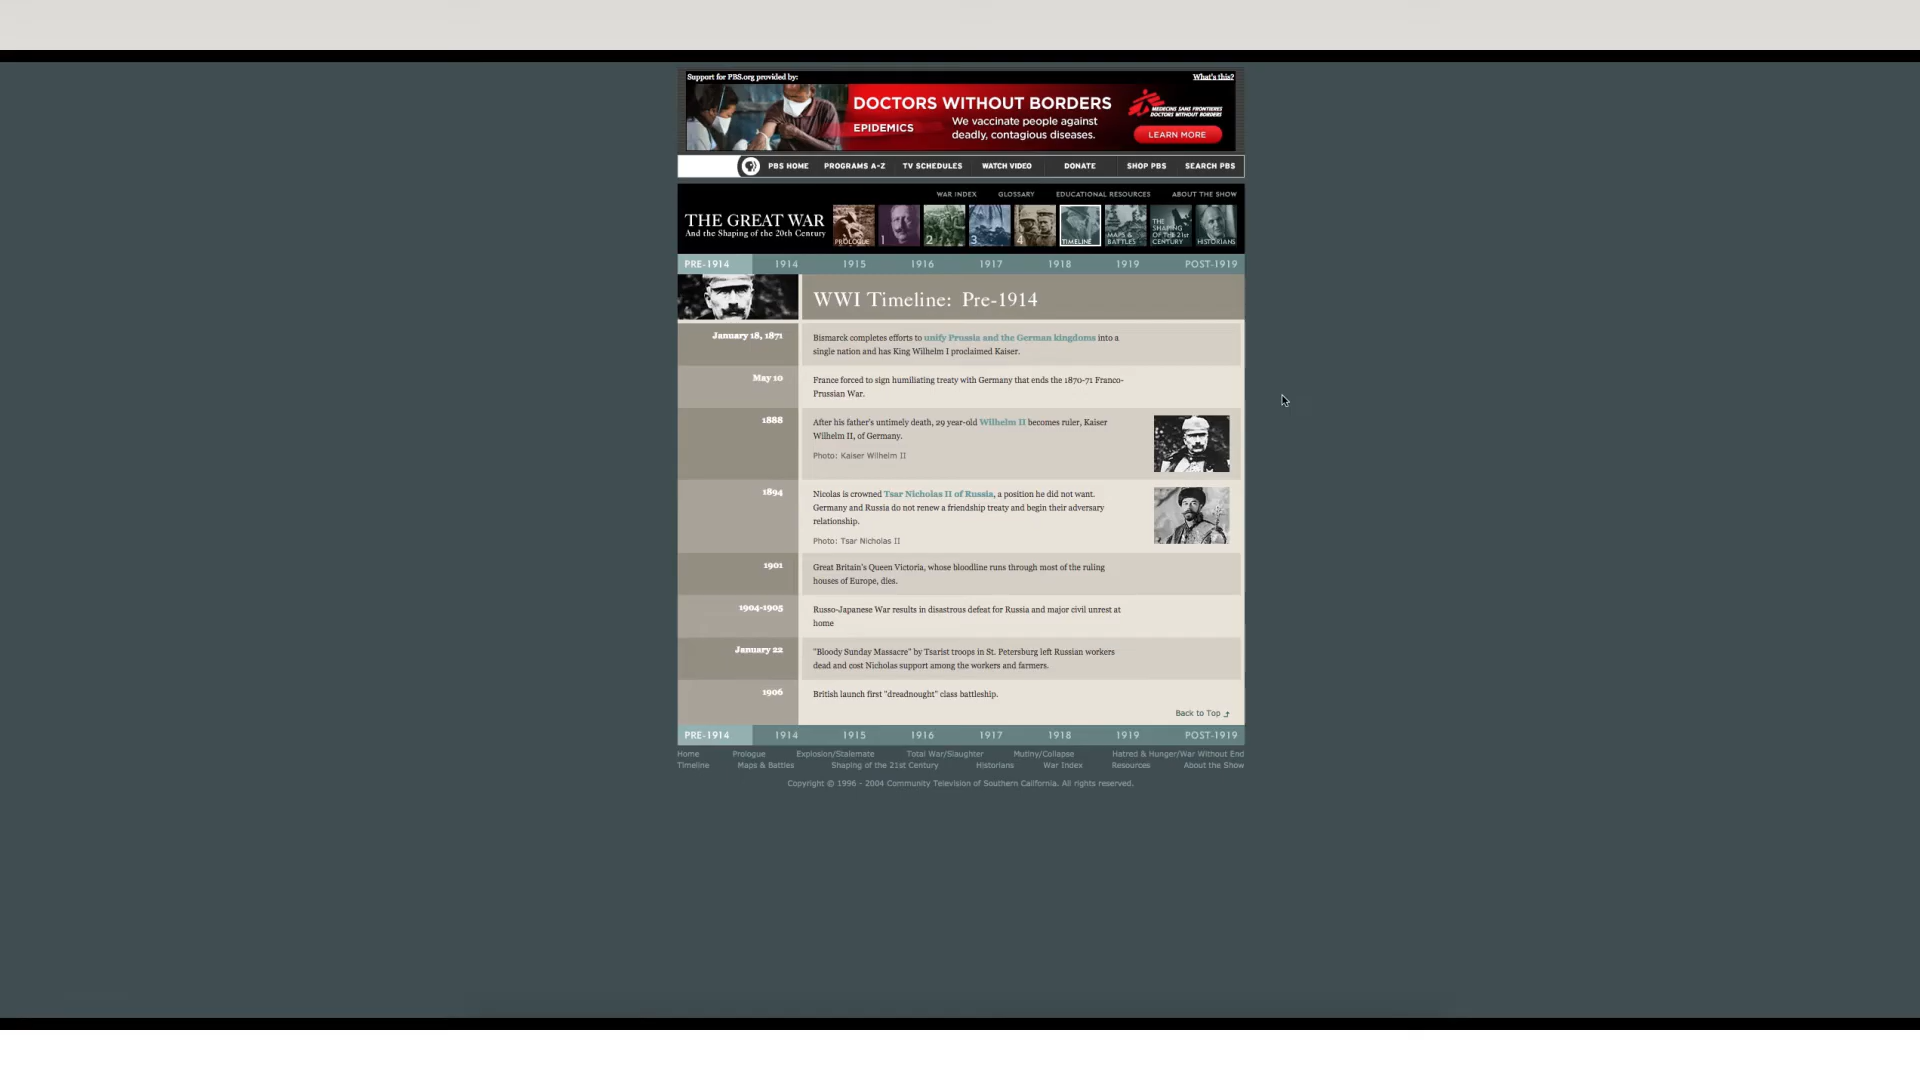 Support for PBS.org provided by: What's this?
DOCTORS WITHOUT BORDERS
EPIDEMICS
We vaccinate people against
deadly, contagious diseases.
MEDECINS SANS FRONTIERES
DOCTORS WITHOUT BORDERS
LEARN MORE
PBS HOME PROGRAMS A-Z TV SCHEDULES WATCH VIDEO DONATE SHOP PBS SEARCH PBS
WAR INDEX GLOSSARY EDUCATIONAL RESOURCES ABOUT THE SHOW
THE GREAT WAR
And the Shaping of the 20th Century
PROLOGUE 1 2 3 4 TIMELINE MAPS & BATTLES THE SHAPING OF THE 21st CENTURY HISTORIANS
PRE-1914 1914 1915 1916 1917 1918 1919 POST-1919
WWI Timeline: Pre-1914
January 18, 1871 Bismarck completes efforts to unify Prussia and the German kingdoms into a
single nation and has King Wilhelm I proclaimed Kaiser.
May 10 France forced to sign humiliating treaty with Germany that ends the 1870-71 Franco-
Prussian War.
1888 After his father's untimely death, 29 year-old Wilhelm II becomes ruler, Kaiser
Wilhelm II, of Germany.
Photo: Kaiser Wilhelm II
1894 Nicolas is crowned Tsar Nicholas II of Russia, a position he did not want.
Germany and Russia do not renew a friendship treaty and begin their adversary
relationship.
Photo: Tsar Nicholas II
1901 Great Britain's Queen Victoria, whose bloodline runs through most of the ruling
houses of Europe, dies.
1904-1905 Russo-Japanese War results in disastrous defeat for Russia and major civil unrest at
home
January 22 "Bloody Sunday Massacre" by Tsarist troops in St. Petersburg left Russian workers
dead and cost Nicholas support among the workers and farmers.
1906 British launch first "dreadnought" class battleship.
Back to Top
PRE-1914 1914 1915 1916 1917 1918 1919 POST-1919
Home Prologue Explosion/Stalemate Total War/Slaughter Mutiny/Collapse Hatred & Hunger/War Without End
Timeline Maps & Battles Shaping of the 21st Century Historians War Index Resources About the Show
Copyright © 1996 - 2004 Community Television of Southern California. All rights reserved.